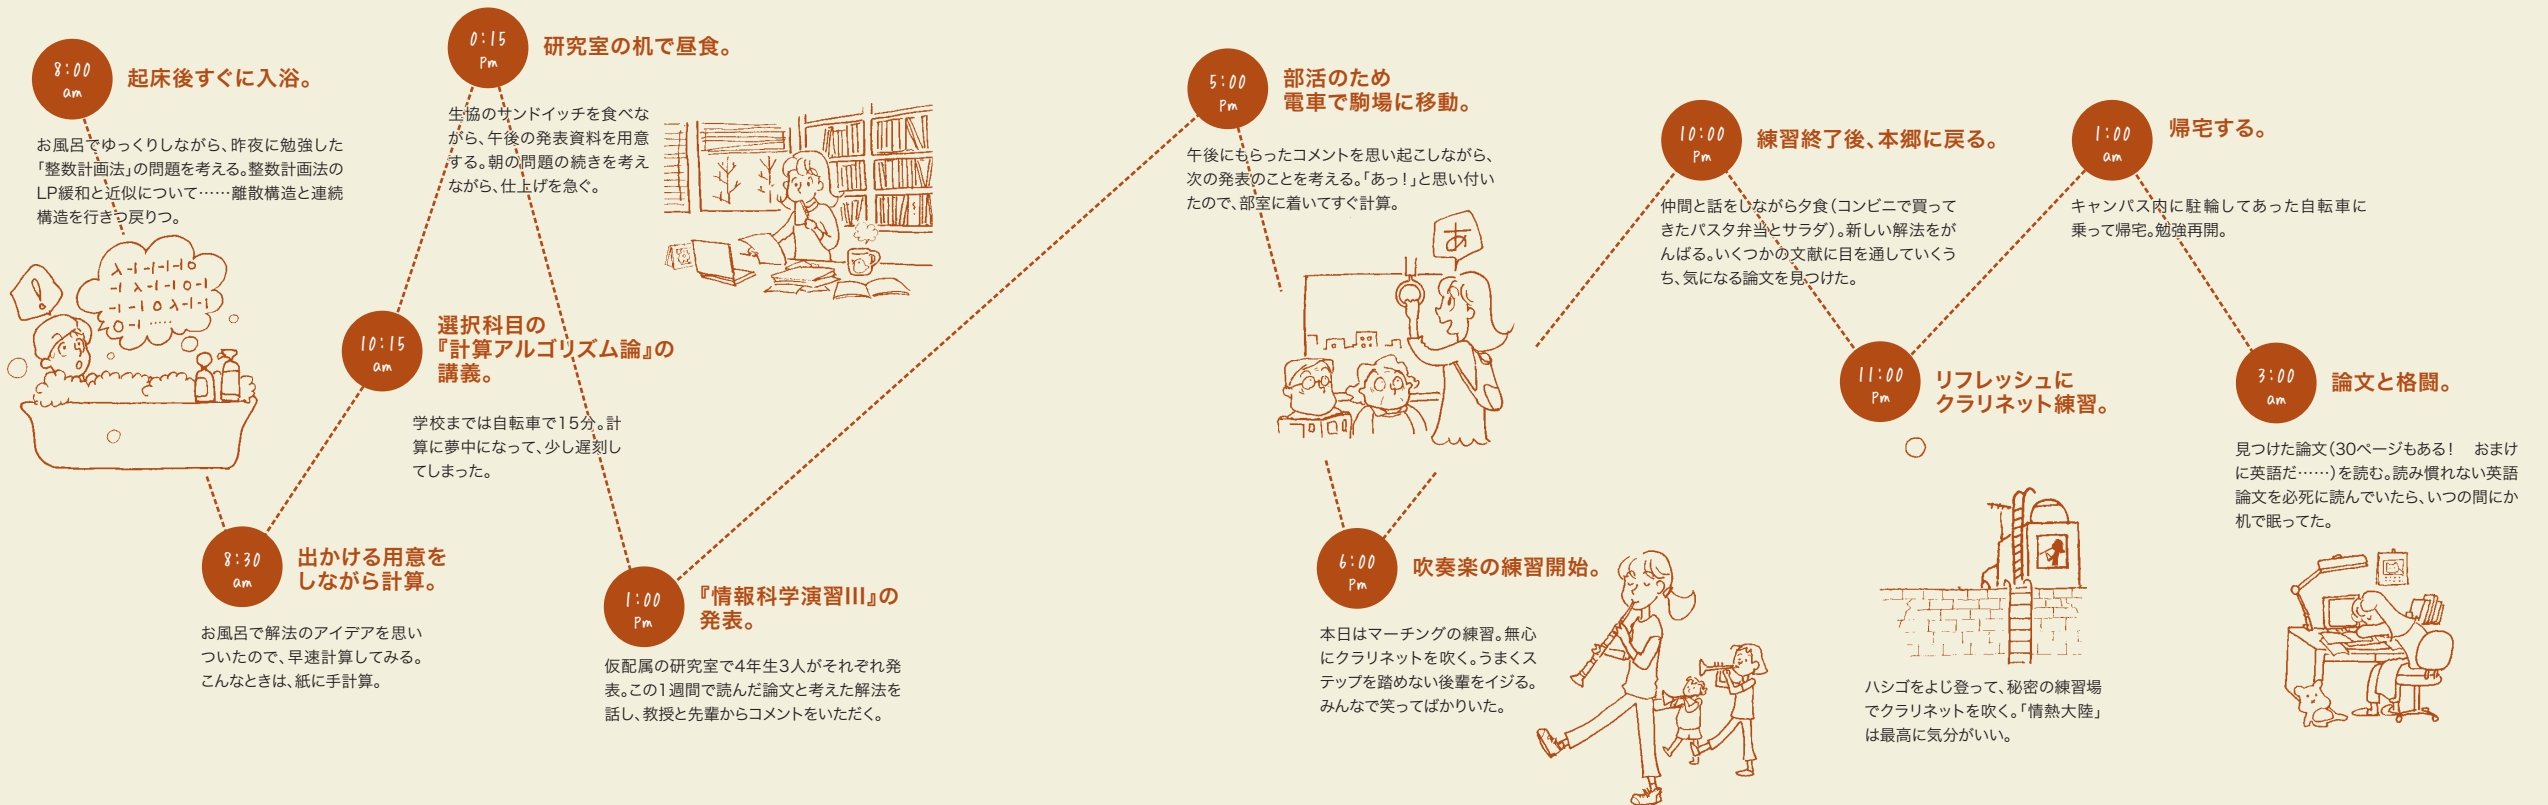 8:00
am
起床後すぐに入浴。
お風呂でゆっくりしながら、昨夜に勉強した
「整数計画法」の問題を考える。整数計画法の
LP緩和と近似について……離散構造と連続
構造を行きつ戻りつ。
!
λ-1 -1 -1 -1 0
-1 λ -1 -1 0 -1
-1 -1 0 λ -1 -1
0 -1 ……
8:30
am
出かける用意を
しながら計算。
お風呂で解法のアイデアを思い
ついたので、早速計算してみる。
こんなときは、紙に手計算。
10:15
am
選択科目の
『計算アルゴリズム論』の
講義。
学校までは自転車で15分。計
算に夢中になって、少し遅刻し
てしまった。
0:15
Pm
研究室の机で昼食。
生協のサンドイッチを食べな
がら、午後の発表資料を用意
する。朝の問題の続きを考え
ながら、仕上げを急ぐ。
1:00
Pm
『情報科学演習III』の
発表。
仮配属の研究室で4年生3人がそれぞれ発
表。この1週間で読んだ論文と考えた解法を
話し、教授と先輩からコメントをいただく。
5:00
Pm
部活のため
電車で駒場に移動。
午後にもらったコメントを思い起こしながら、
次の発表のことを考える。「あっ！」と思い付い
たので、部室に着いてすぐ計算。
あ
6:00
Pm
吹奏楽の練習開始。
本日はマーチングの練習。無心
にクラリネットを吹く。うまくス
テップを踏めない後輩をイジる。
みんなで笑ってばかりいた。
10:00
Pm
練習終了後、本郷に戻る。
仲間と話をしながら夕食（コンビニで買って
きたパスタ弁当とサラダ）。新しい解法をが
んばる。いくつかの文献に目を通していくう
ち、気になる論文を見つけた。
11:00
Pm
リフレッシュに
クラリネット練習。
ハシゴをよじ登って、秘密の練習場
でクラリネットを吹く。「情熱大陸」
は最高に気分がいい。
1:00
am
帰宅する。
キャンパス内に駐輪してあった自転車に
乗って帰宅。勉強再開。
3:00
am
論文と格闘。
見つけた論文（30ページもある！　おまけ
に英語だ……）を読む。読み慣れない英語
論文を必死に読んでいたら、いつの間にか
机で眠ってた。